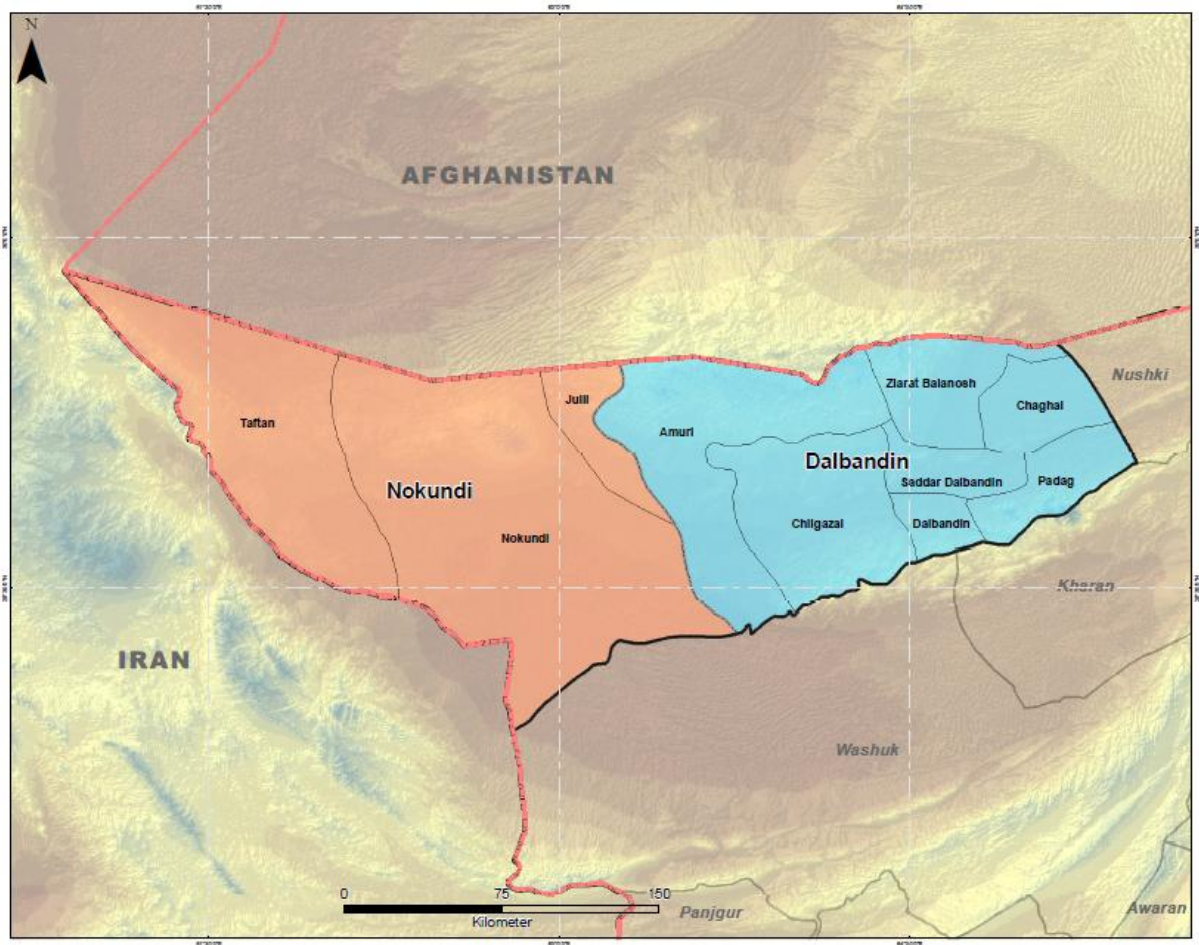 N
AFGHANISTAN
Nushki
Ziarat Balanosh
Julli
Chaghai
Taftan
Amuri
Dalbandin
Saddar Dalbandin
Padag
Nokundi
Chilgazai
Dalbandin
Nokundi
Kharan
IRAN
Washuk
0
75
150
Kilometer
Panjgur
Awaran